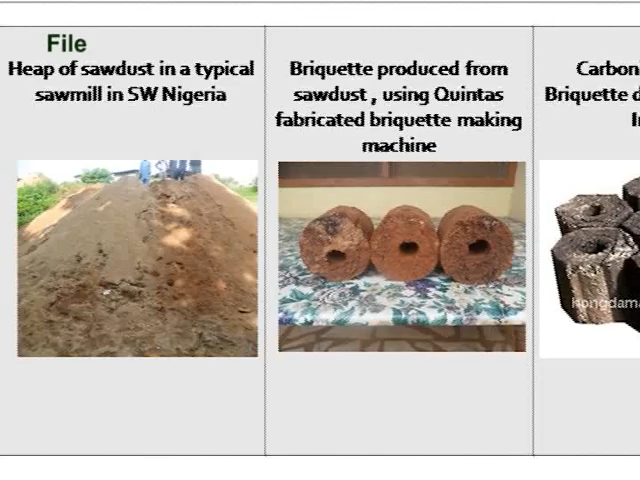 File
Heap of sawdust in a typical
sawmill in SW Nigeria
Briquette produced from
sawdust , using Quintas
fabricated briquette making
machine
Carbon
Briquette d
I
hongdama